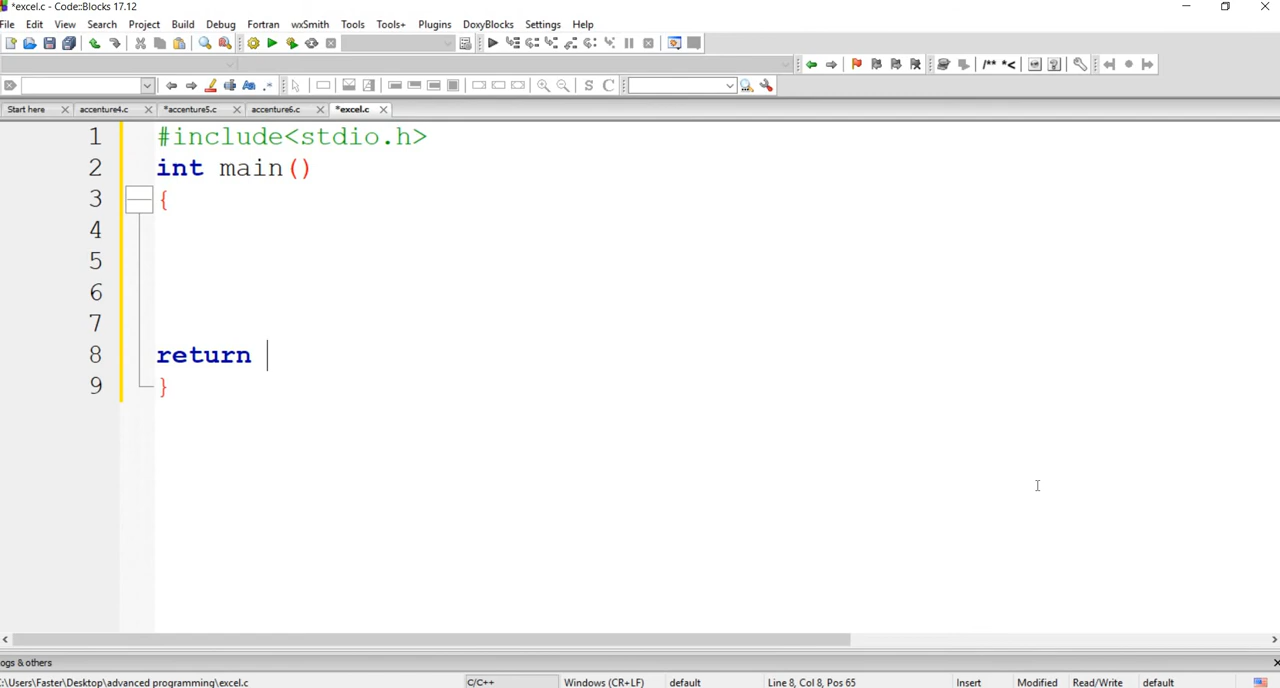 *excel.c - Code::Blocks 17.12
File Edit View Search Project Build Debug Fortran wxSmith Tools Tools+ Plugins DoxyBlocks Settings Help
/** *<
S C
Start here accenture4.c *accenture5.c accenture6.c *excel.c
1 #include<stdio.h>
2 int main()
3 {
4
5
6
7
8 return
9 }
ogs & others
:\Users\Faster\Desktop\advanced programming\excel.c C/C++ Windows (CR+LF) default Line 8, Col 8, Pos 65 Insert Modified Read/Write default